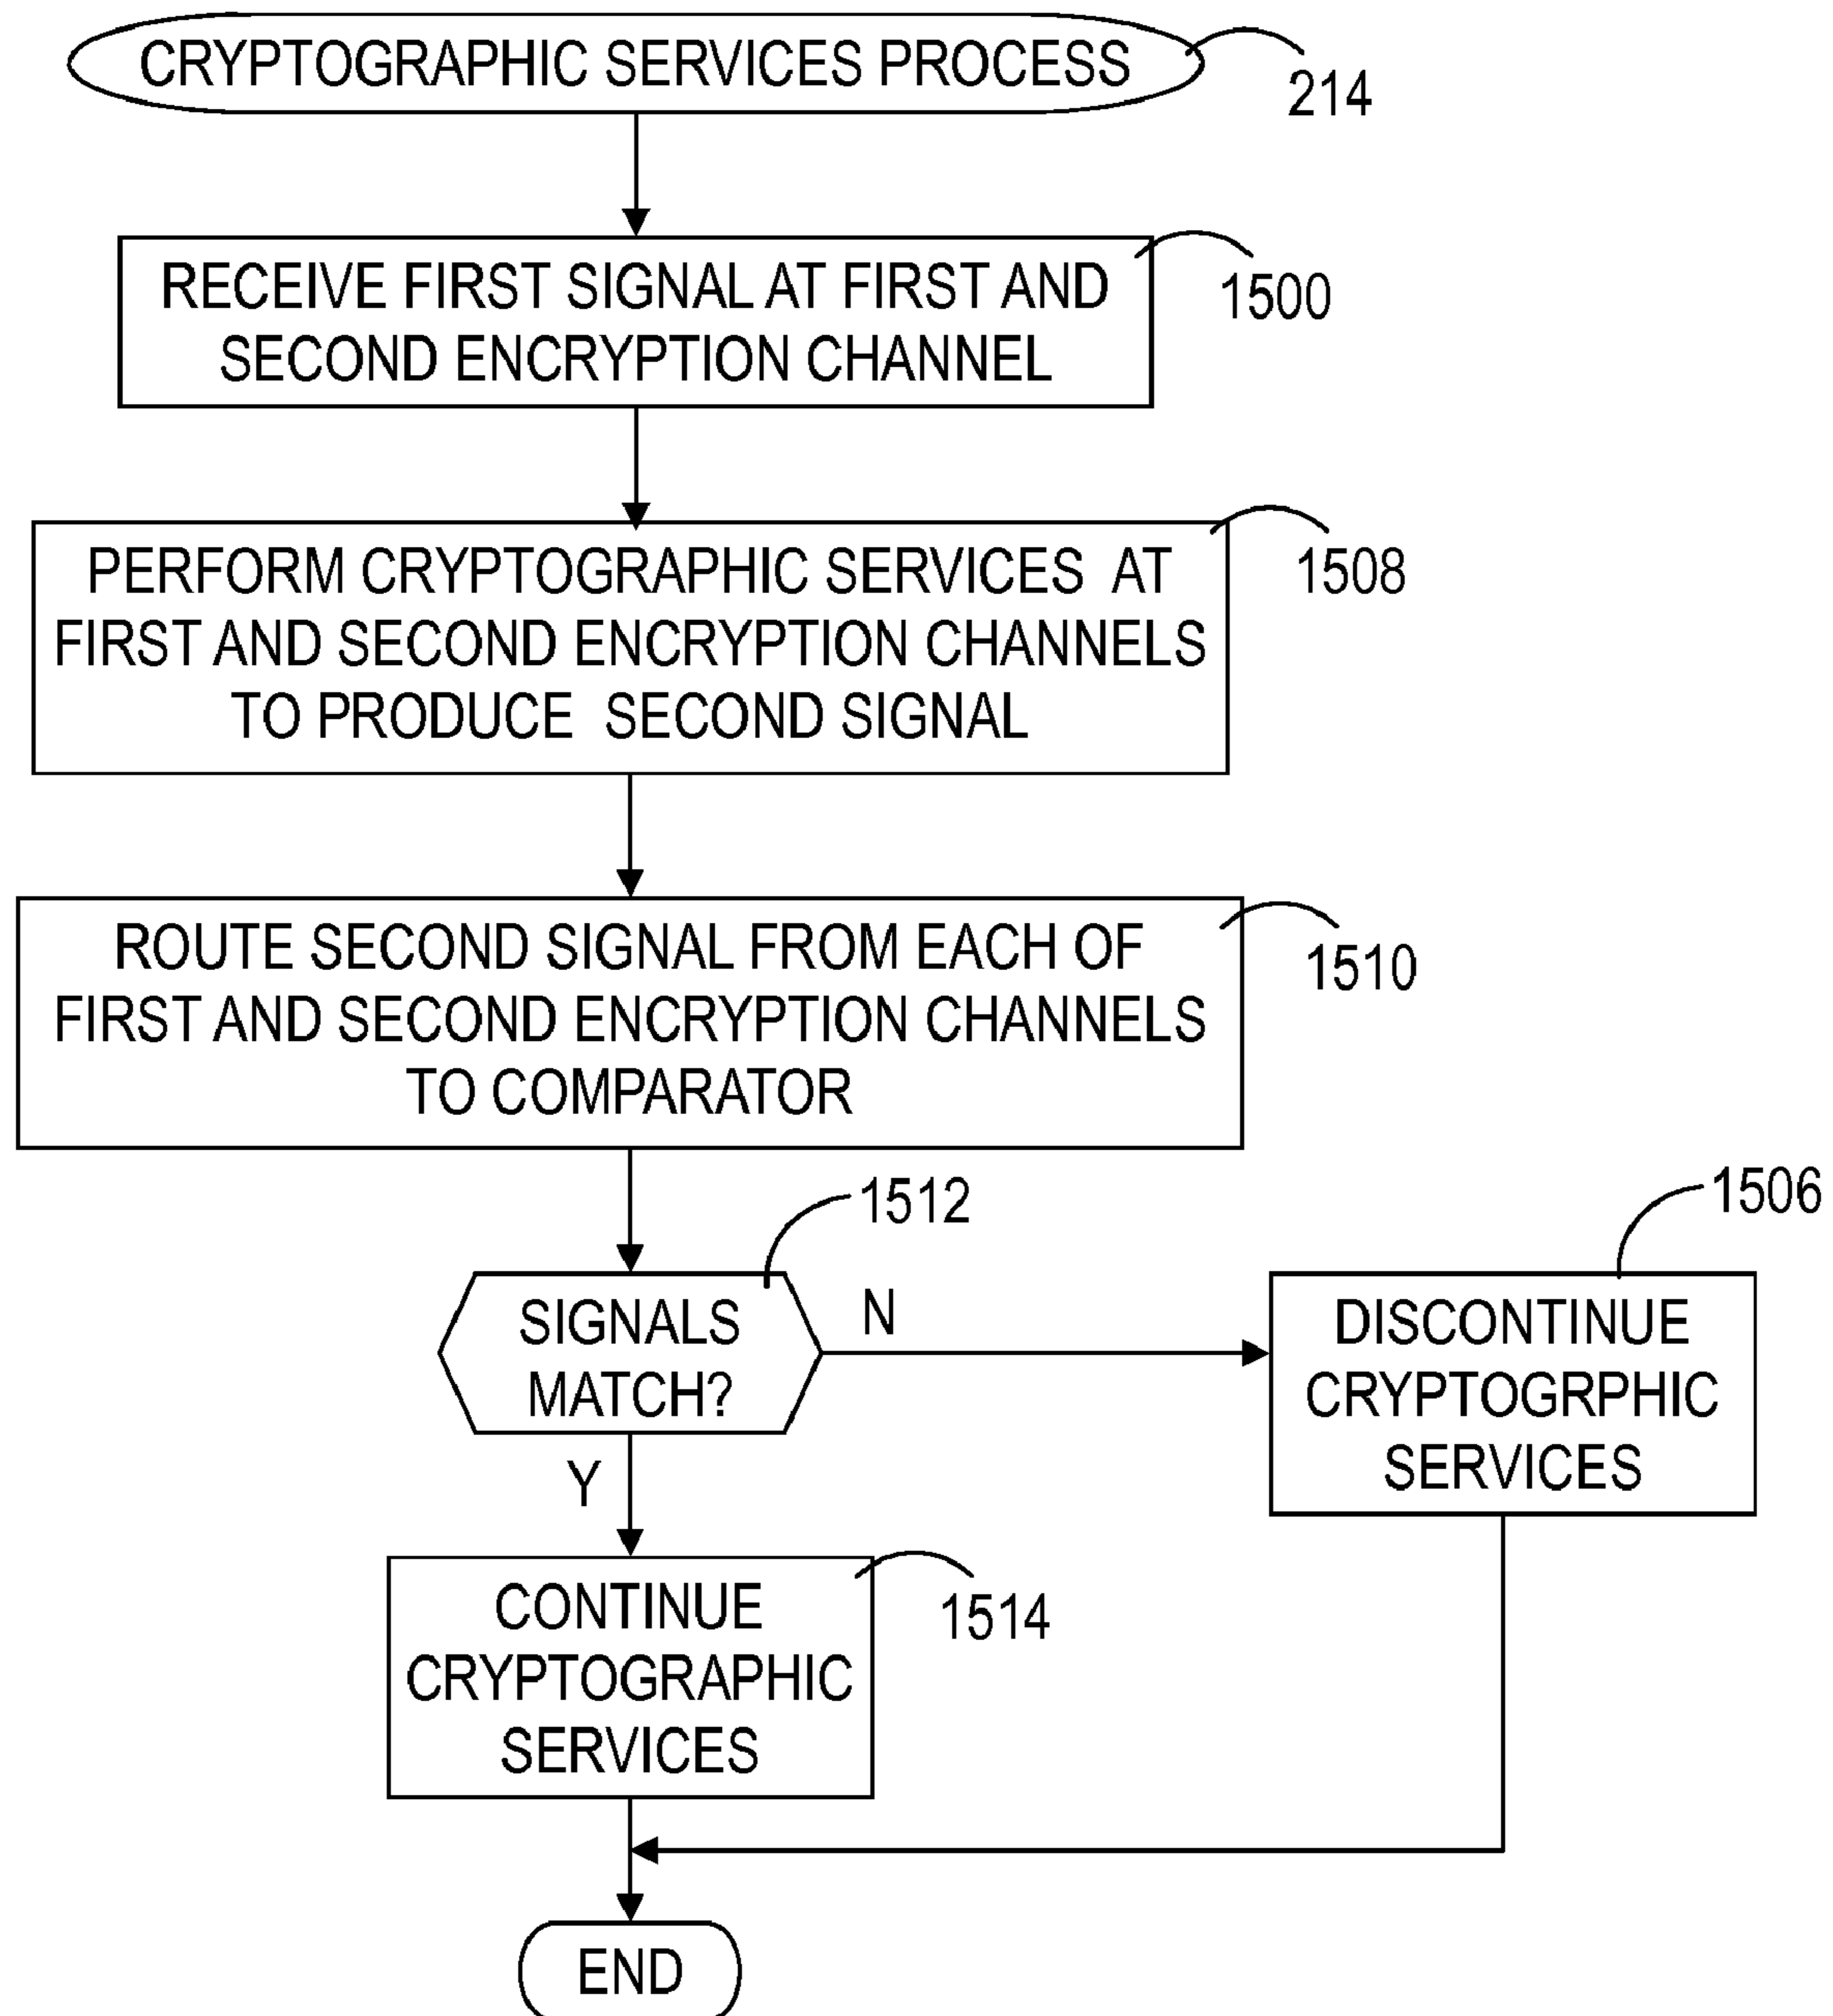 CRYPTOGRAPHIC SERVICES PROCESS
214
RECEIVE FIRST SIGNAL AT FIRST AND
SECOND ENCRYPTION CHANNEL
1500
PERFORM CRYPTOGRAPHIC SERVICES AT
FIRST AND SECOND ENCRYPTION CHANNELS
TO PRODUCE SECOND SIGNAL
1508
ROUTE SECOND SIGNAL FROM EACH OF
FIRST AND SECOND ENCRYPTION CHANNELS
TO COMPARATOR
1510
1512
SIGNALS
MATCH?
N
1506
DISCONTINUE
CRYPTOGRPHIC
SERVICES
Y
CONTINUE
CRYPTOGRAPHIC
SERVICES
1514
END